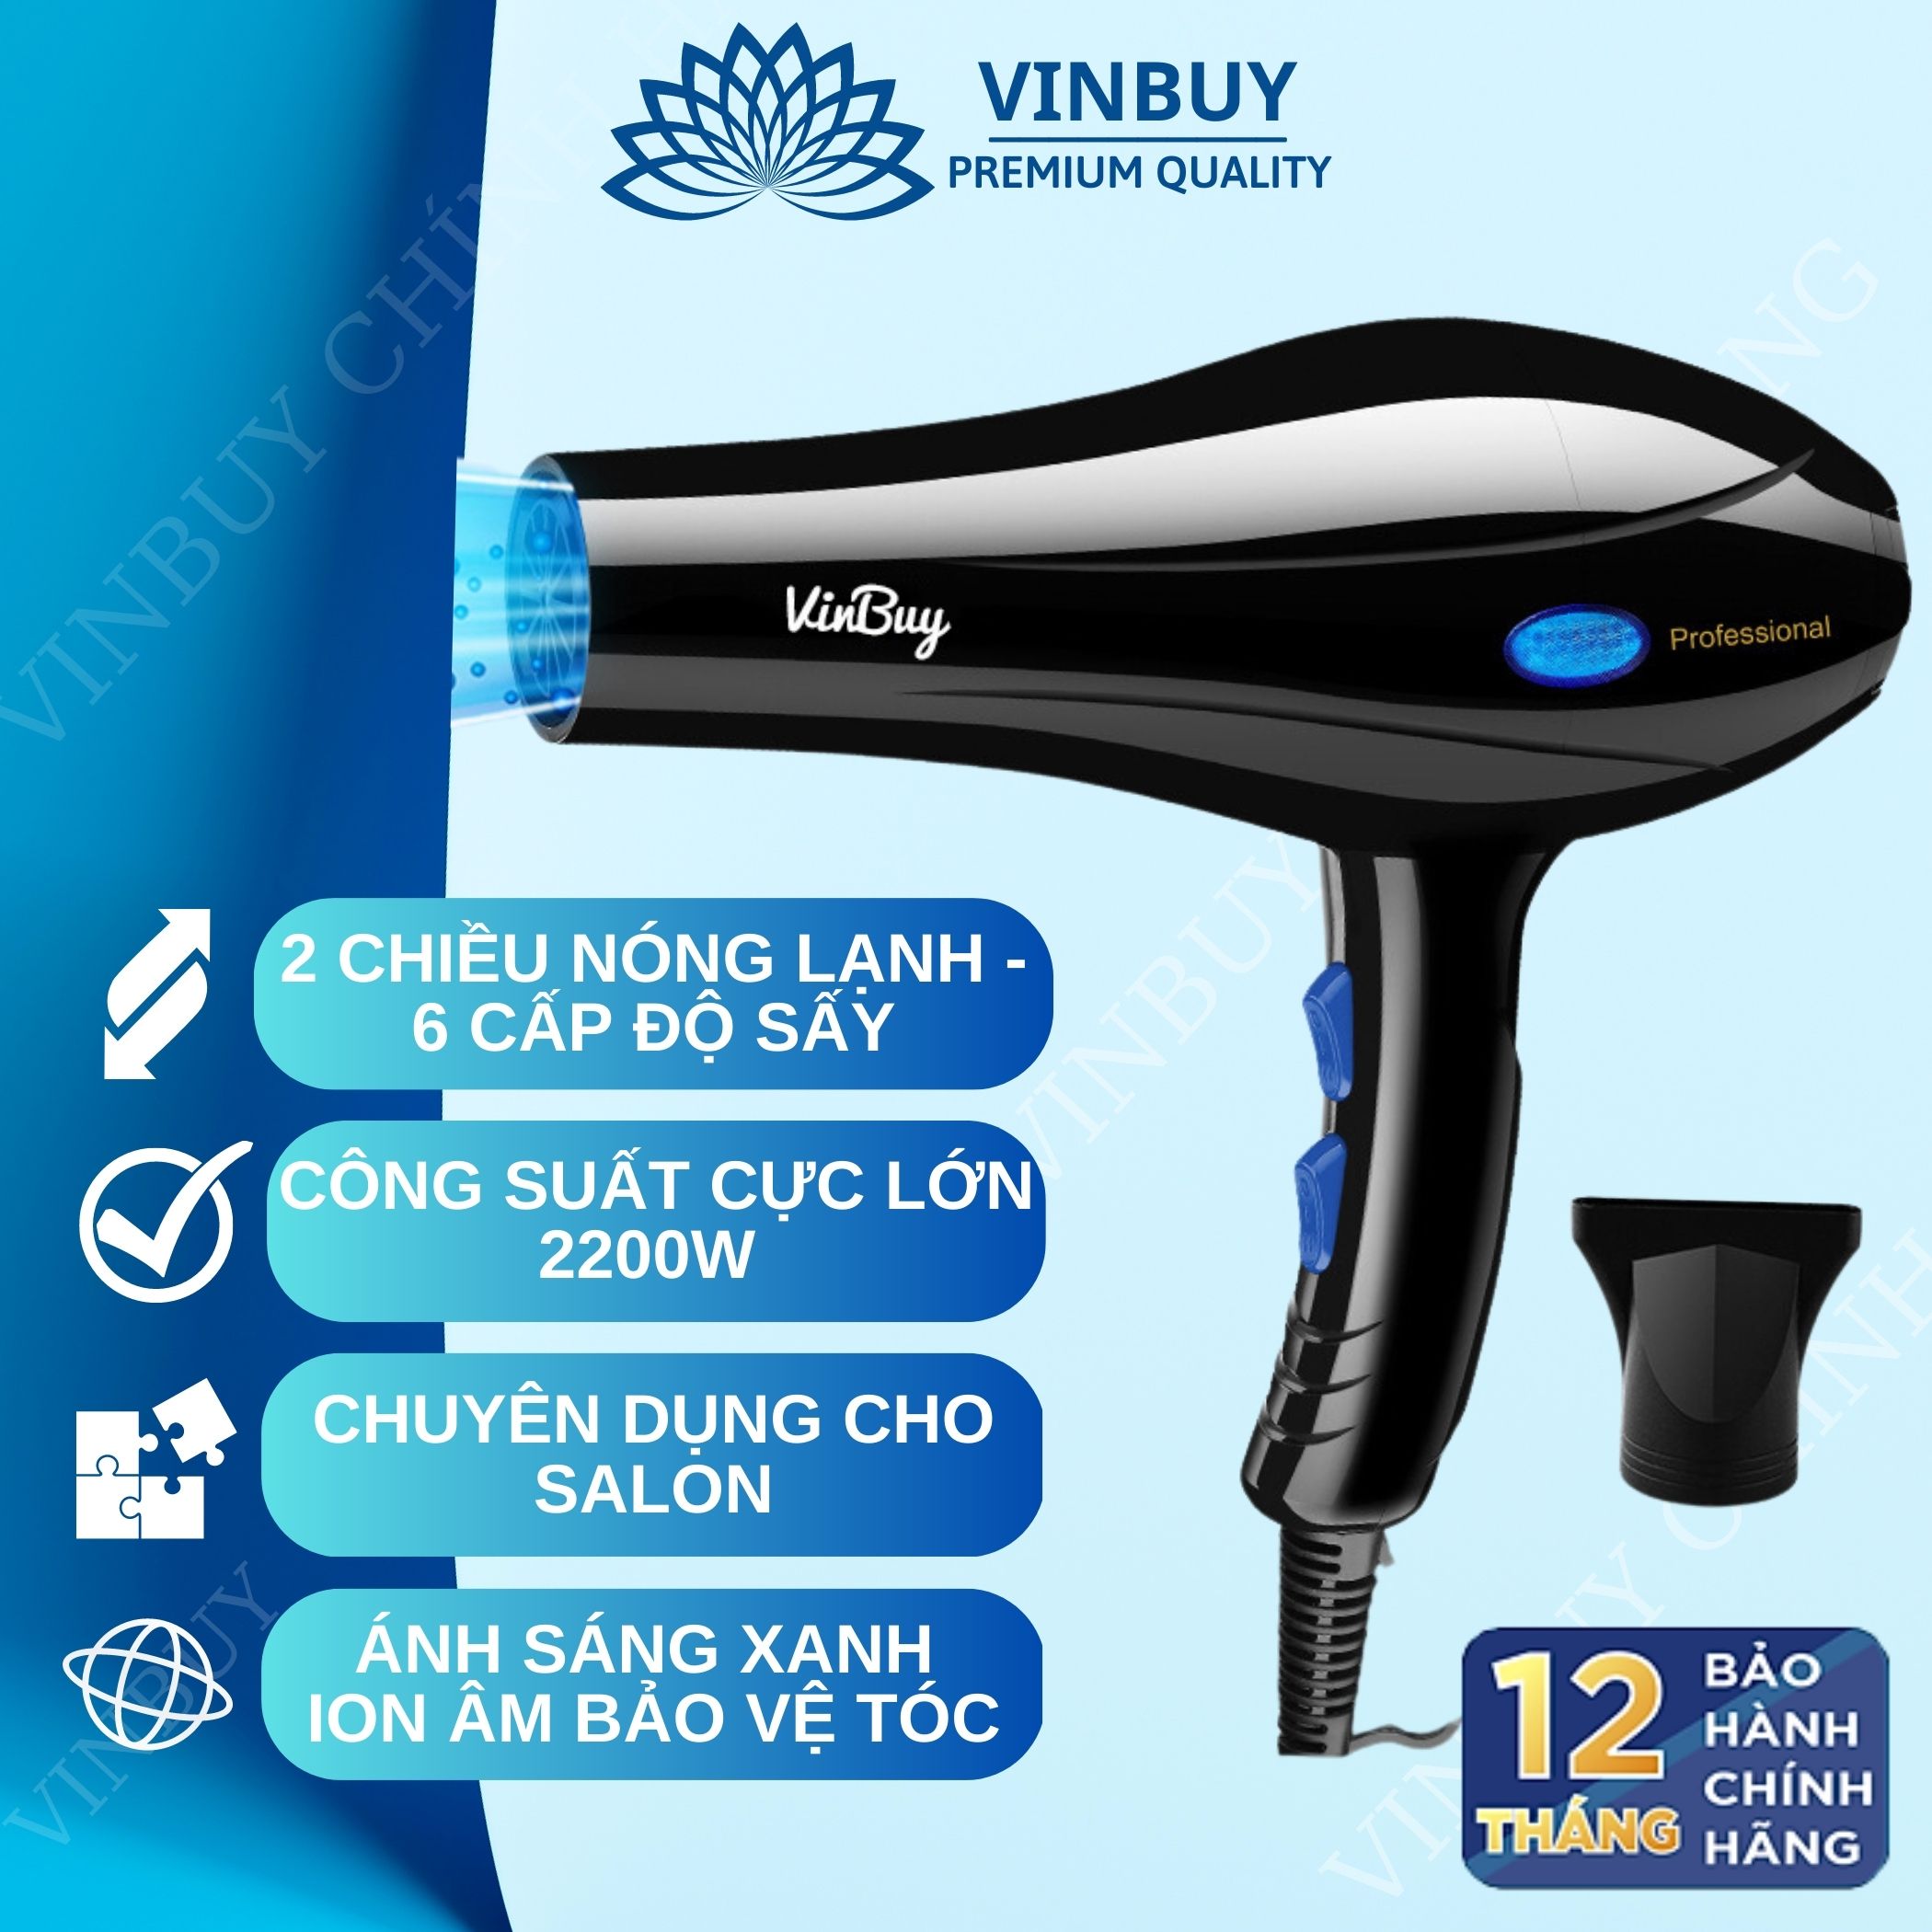 VINBUY
PREMIUM QUALITY
VinBuy
Professional
2 CHIỀU NÓNG LẠNH -
6 CẤP ĐỘ SẤY
CÔNG SUẤT CỰC LỚN
2200W
CHUYÊN DỤNG CHO
SALON
ÁNH SÁNG XANH
ION ÂM BẢO VỆ TÓC
12
THÁNG
BẢO
HÀNH
CHÍNH
HÃNG